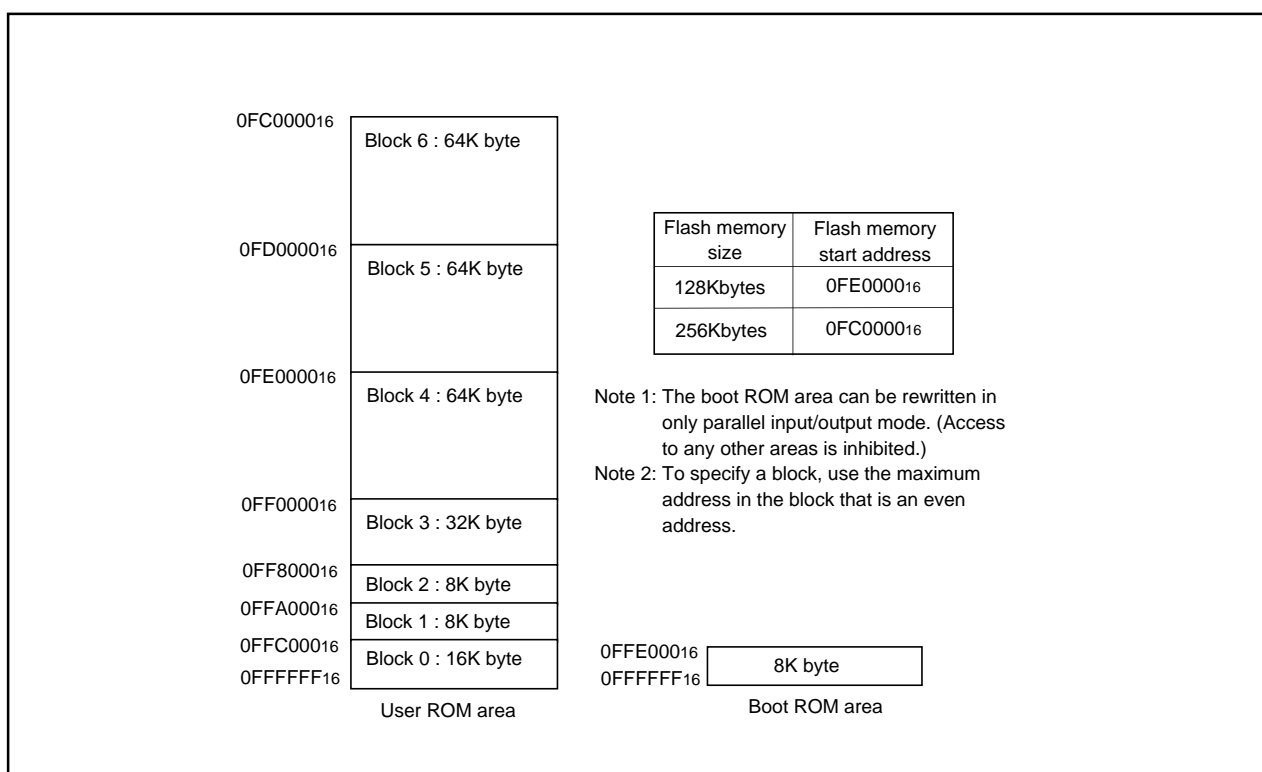 0FC000016
Block 6 : 64K byte
0FD000016
Block 5 : 64K byte
0FE000016
Block 4 : 64K byte
0FF000016
Block 3 : 32K byte
0FF800016
Block 2 : 8K byte
0FFA00016
Block 1 : 8K byte
0FFC00016
Block 0 : 16K byte
0FFFFFF16
User ROM area
Flash memory size
Flash memory start address
128Kbytes
0FE000016
256Kbytes
0FC000016
Note 1: The boot ROM area can be rewritten in
only parallel input/output mode. (Access
to any other areas is inhibited.)
Note 2: To specify a block, use the maximum
address in the block that is an even
address.
0FFE00016
8K byte
0FFFFFF16
Boot ROM area